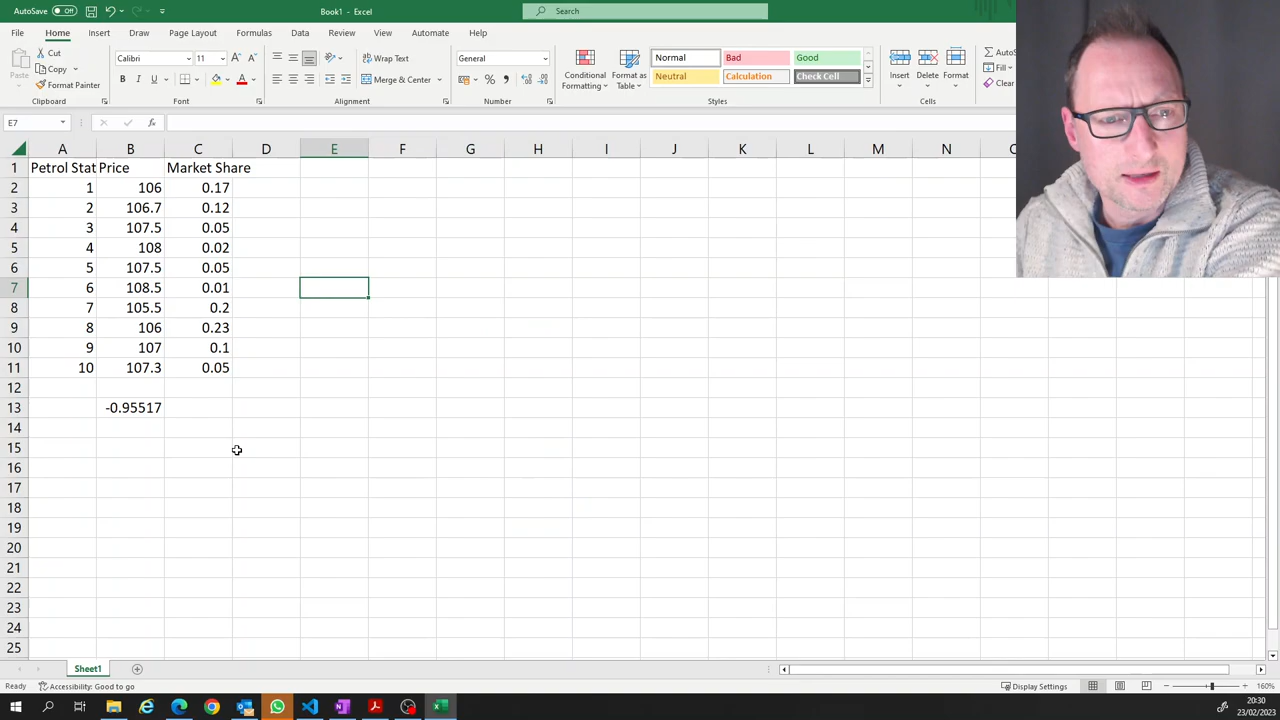 AutoSave Off Book1 - Excel Search
File Home Insert Draw Page Layout Formulas Data Review View Automate Help
Cut Calibri 11 Wrap Text General Normal Bad Good
Paste Copy Conditional Format as Insert Delete Format Fill
Format Painter B I U A Merge & Center % Neutral Calculation Check Cell Clear
Formatting Table
Clipboard Font Alignment Number Styles Cells
E7 fx
A B C D E F G H I J K L M N
1 Petrol Stat Price Market Share
2 1 106 0.17
3 2 106.7 0.12
4 3 107.5 0.05
5 4 108 0.02
6 5 107.5 0.05
7 6 108.5 0.01
8 7 105.5 0.2
9 8 106 0.23
10 9 107 0.1
11 10 107.3 0.05
12
13 -0.95517
14
15
16
17
18
19
20
21
22
23
24
25
Sheet1
Ready Accessibility: Good to go Display Settings 160%
20:30
23/02/2023